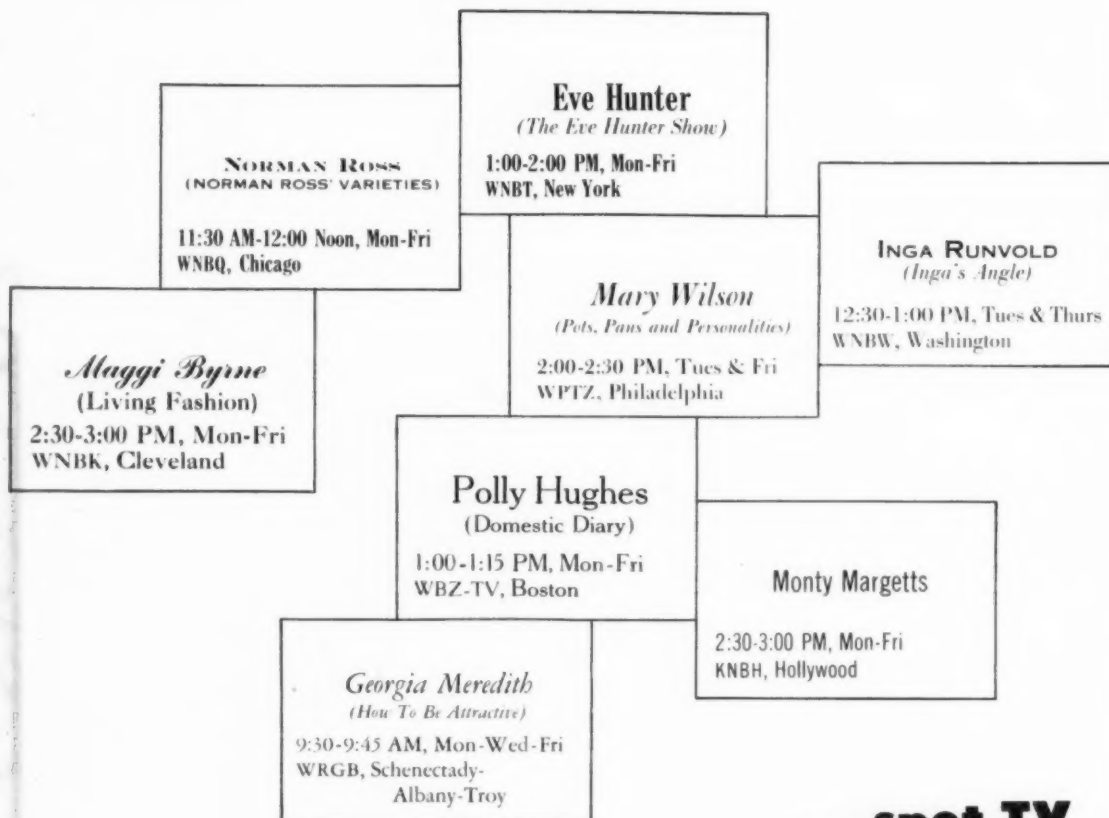 Eve Hunter
(The Eve Hunter Show)
1:00-2:00 PM, Mon-Fri
WNBT, New York
NORMAN ROSS
(NORMAN ROSS' VARIETIES)
11:30 AM-12:00 Noon, Mon-Fri
WNBQ, Chicago
INGA RUNVOLD
(Inga's Angle)
12:30-1:00 PM, Tues & Thurs
WNBW, Washington
Mary Wilson
(Pots, Pans and Personalities)
2:00-2:30 PM, Tues & Fri
WPTZ, Philadelphia
Maggi Byrne
(Living Fashion)
2:30-3:00 PM, Mon-Fri
WNBK, Cleveland
Polly Hughes
(Domestic Diary)
1:00-1:15 PM, Mon-Fri
WBZ-TV, Boston
Monty Margetts
2:30-3:00 PM, Mon-Fri
KNBH, Hollywood
Georgia Meredith
(How To Be Attractive)
9:30-9:45 AM, Mon-Wed-Fri
WRGB, Schenectady-
Albany-Troy
spot TV